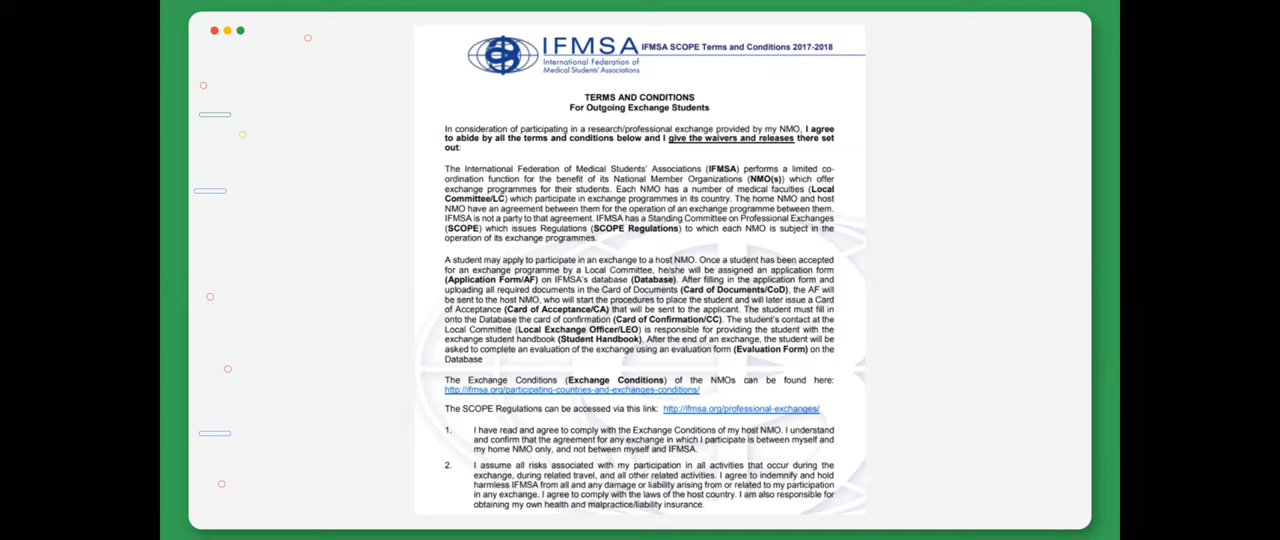 IFMSA
International Federation of
Medical Students' Associations
IFMSA SCOPE Terms and Conditions 2017-2018
TERMS AND CONDITIONS
For Outgoing Exchange Students
In consideration of participating in a research/professional exchange provided by my NMO, I agree
to abide by all the terms and conditions below and I give the waivers and releases there set
out:
The International Federation of Medical Students' Associations (IFMSA) performs a limited co-
ordination function for the benefit of its National Member Organizations (NMO(s)) which offer
exchange programmes for their students. Each NMO has a number of medical faculties (Local
Committee/LC) which participate in exchange programmes in its country. The home NMO and host
NMO have an agreement between them for the operation of an exchange programme between them.
IFMSA is not a party to that agreement. IFMSA has a Standing Committee on Professional Exchanges
(SCOPE) which issues Regulations (SCOPE Regulations) to which each NMO is subject in the
operation of its exchange programmes.
A student may apply to participate in an exchange to a host NMO. Once a student has been accepted
for an exchange programme by a Local Committee, he/she will be assigned an application form
(Application Form/AF) on IFMSA's database (Database). After filling in the application form and
uploading all required documents in the Card of Documents (Card of Documents/CoD), the AF will
be sent to the host NMO, who will start the procedures to place the student and will later issue a Card
of Acceptance (Card of Acceptance/CA) that will be sent to the applicant. The student must fill in
onto the Database the card of confirmation (Card of Confirmation/CC). The student's contact at the
Local Committee (Local Exchange Officer/LEO) is responsible for providing the student with the
exchange student handbook (Student Handbook). After the end of an exchange, the student will be
asked to complete an evaluation of the exchange using an evaluation form (Evaluation Form) on the
Database
The Exchange Conditions (Exchange Conditions) of the NMOs can be found here:
http://ifmsa.org/participating-countries-and-exchanges-conditions/
The SCOPE Regulations can be accessed via this link: http://ifmsa.org/professional-exchanges/
1. I have read and agree to comply with the Exchange Conditions of my host NMO. I understand
and confirm that the agreement for any exchange in which I participate is between myself and
my home NMO only, and not between myself and IFMSA.
2. I assume all risks associated with my participation in all activities that occur during the
exchange, during related travel, and all other related activities. I agree to indemnify and hold
harmless IFMSA from all and any damage or liability arising from or related to my participation
in any exchange. I agree to comply with the laws of the host country. I am also responsible for
obtaining my own health and malpractice/liability insurance.